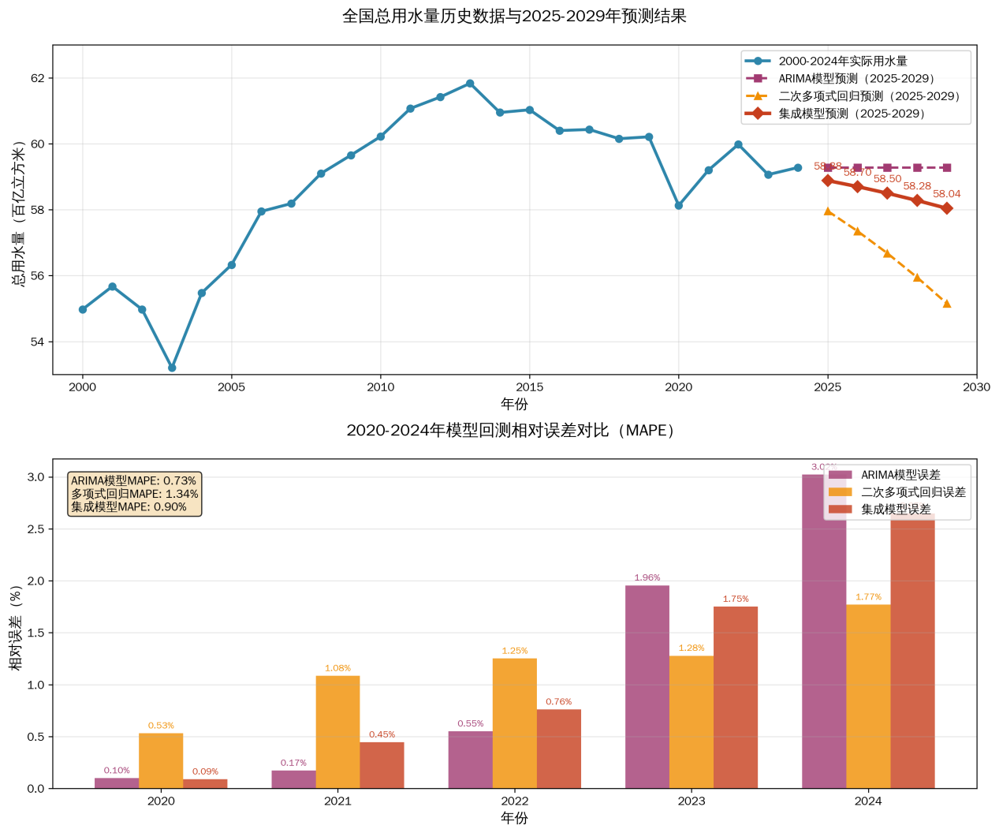 全国总用水量历史数据与2025-2029年预测结果
总用水量（百亿立方米）
62
60
58
56
54
2000-2024年实际用水量
ARIMA模型预测（2025-2029）
二次多项式回归预测（2025-2029）
集成模型预测（2025-2029）
58.88
58.70
58.50
58.28
58.04
2000
2005
2010
2015
2020
2025
2030
年份
2020-2024年模型回测相对误差对比（MAPE）
相对误差（%）
3.0
2.5
2.0
1.5
1.0
0.5
0.0
ARIMA模型MAPE: 0.73%
多项式回归MAPE: 1.34%
集成模型MAPE: 0.90%
ARIMA模型误差
二次多项式回归误差
集成模型误差
0.10%
0.53%
0.09%
0.17%
1.08%
0.45%
0.55%
1.25%
0.76%
1.96%
1.28%
1.75%
1.77%
2020
2021
2022
2023
2024
年份